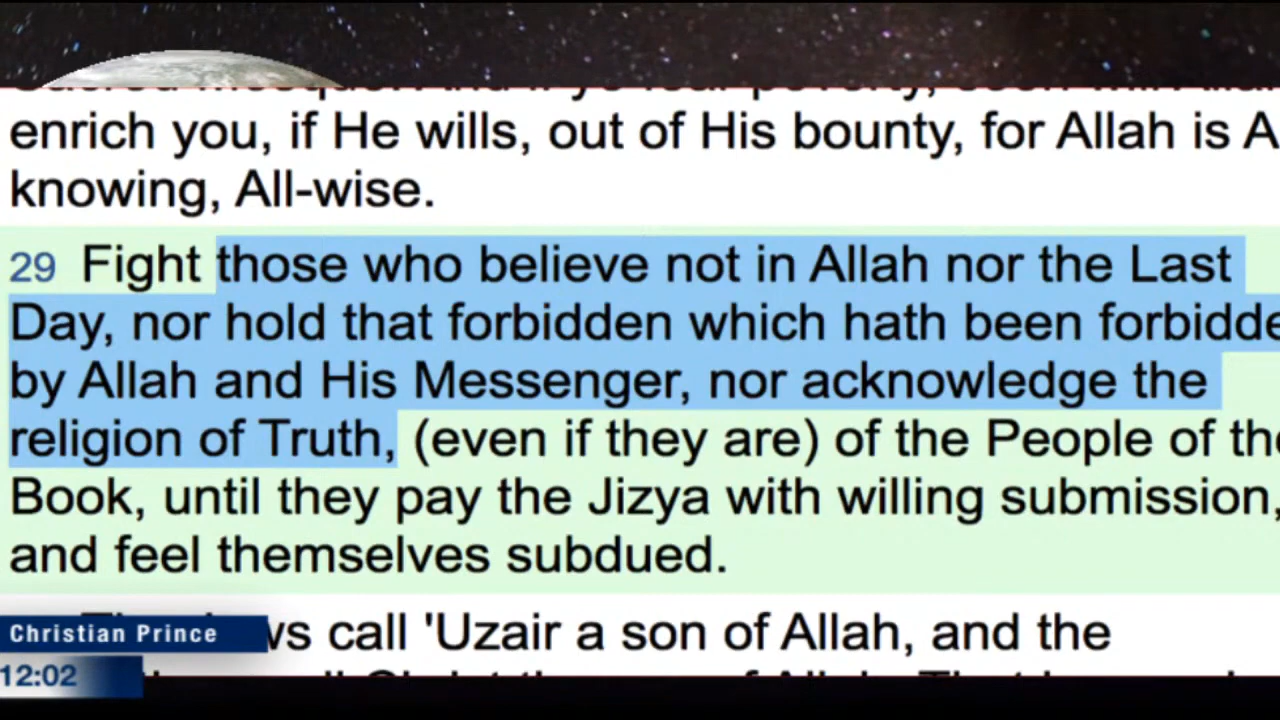 enrich you, if He wills, out of His bounty, for Allah is
knowing, All-wise.
29 Fight those who believe not in Allah nor the Last
Day, nor hold that forbidden which hath been forbidde
by Allah and His Messenger, nor acknowledge the
religion of Truth, (even if they are) of the People of the
Book, until they pay the Jizya with willing submission,
and feel themselves subdued.
call 'Uzair a son of Allah, and the
Christian Prince
12:02